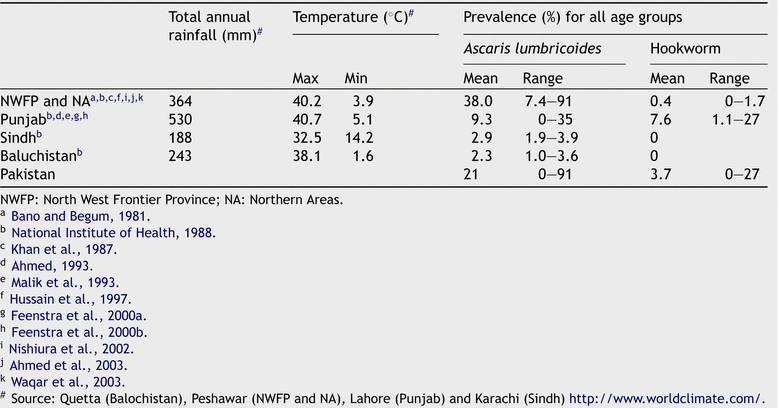 Total annual Temperature (°C)# Prevalence (%) for all age groups
rainfall (mm)#
Ascaris lumbricoides Hookworm
Max Min Mean Range Mean Range
NWFP and NAa,b,c,f,i,j,k 364 40.2 3.9 38.0 7.4–91 0.4 0–1.7
Punjabb,d,e,g,h 530 40.7 5.1 9.3 0–35 7.6 1.1–27
Sindhb 188 32.5 14.2 2.9 1.9–3.9 0
Baluchistanb 243 38.1 1.6 2.3 1.0–3.6 0
Pakistan 21 0–91 3.7 0–27
NWFP: North West Frontier Province; NA: Northern Areas.
a Bano and Begum, 1981.
b National Institute of Health, 1988.
c Khan et al., 1987.
d Ahmed, 1993.
e Malik et al., 1993.
f Hussain et al., 1997.
g Feenstra et al., 2000a.
h Feenstra et al., 2000b.
i Nishiura et al., 2002.
j Ahmed et al., 2003.
k Waqar et al., 2003.
# Source: Quetta (Balochistan), Peshawar (NWFP and NA), Lahore (Punjab) and Karachi (Sindh) http://www.worldclimate.com/.